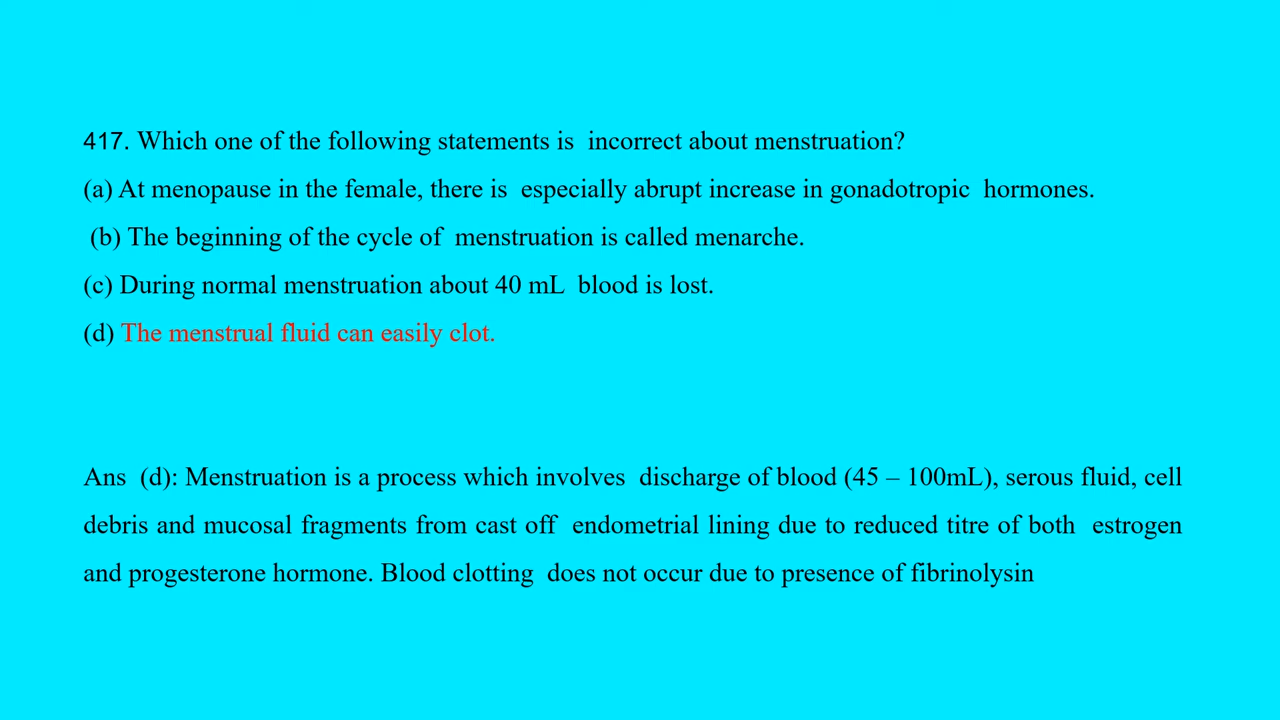 417. Which one of the following statements is incorrect about menstruation?
(a) At menopause in the female, there is especially abrupt increase in gonadotropic hormones.
(b) The beginning of the cycle of menstruation is called menarche.
(c) During normal menstruation about 40 mL blood is lost.
(d) The menstrual fluid can easily clot.
Ans (d): Menstruation is a process which involves discharge of blood (45 – 100mL), serous fluid, cell
debris and mucosal fragments from cast off endometrial lining due to reduced titre of both estrogen
and progesterone hormone. Blood clotting does not occur due to presence of fibrinolysin